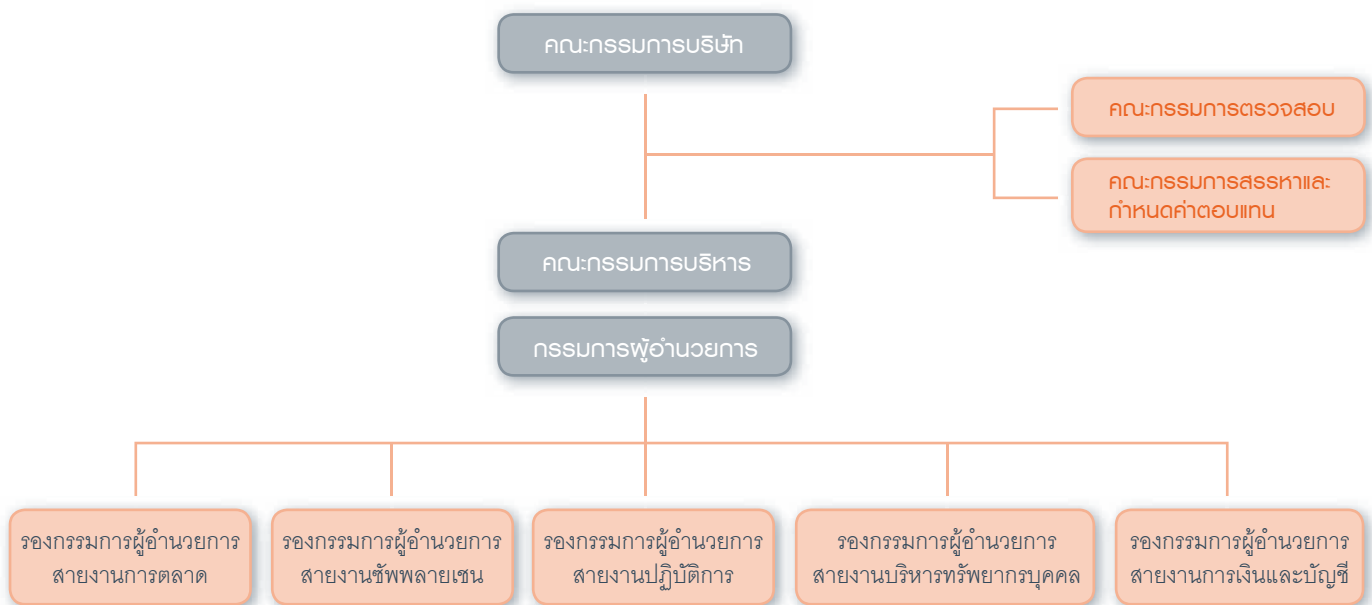 คณะกรรมการบริษัท
คณะกรรมการตรวจสอบ
คณะกรรมการสรรหาและ
กำหนดค่าตอบแทน
คณะกรรมการบริหาร
กรรมการผู้อำนวยการ
รองกรรมการผู้อำนวยการ
สายงานการตลาด
รองกรรมการผู้อำนวยการ
สายงานซัพพลายเชน
รองกรรมการผู้อำนวยการ
สายงานปฏิบัติการ
รองกรรมการผู้อำนวยการ
สายงานบริหารทรัพยากรบุคคล
รองกรรมการผู้อำนวยการ
สายงานการเงินและบัญชี